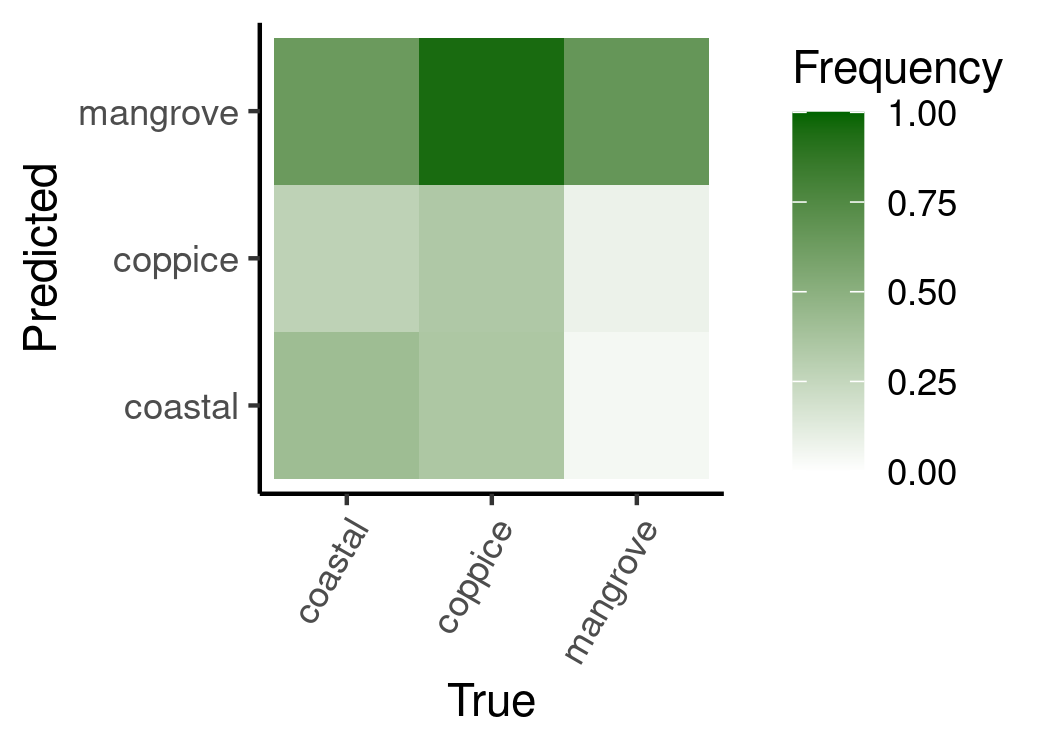 Predicted
mangrove
coppice
coastal
coastal
coppice
mangrove
True
Frequency
1.00
0.75
0.50
0.25
0.00